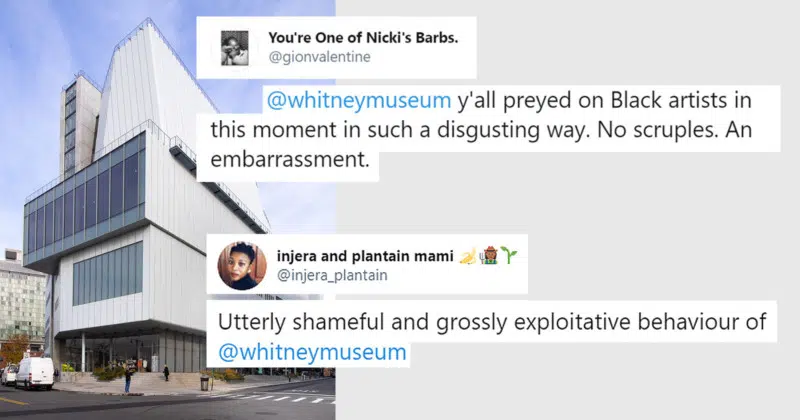 You're One of Nicki's Barbs.
@gionvalentine
@whitneymuseum y'all preyed on Black artists in
this moment in such a disgusting way. No scruples. An
embarrassment.
injera and plantain mami 🍌👩🏾‍🌾🌱
@injera_plantain
Utterly shameful and grossly exploitative behaviour of
@whitneymuseum